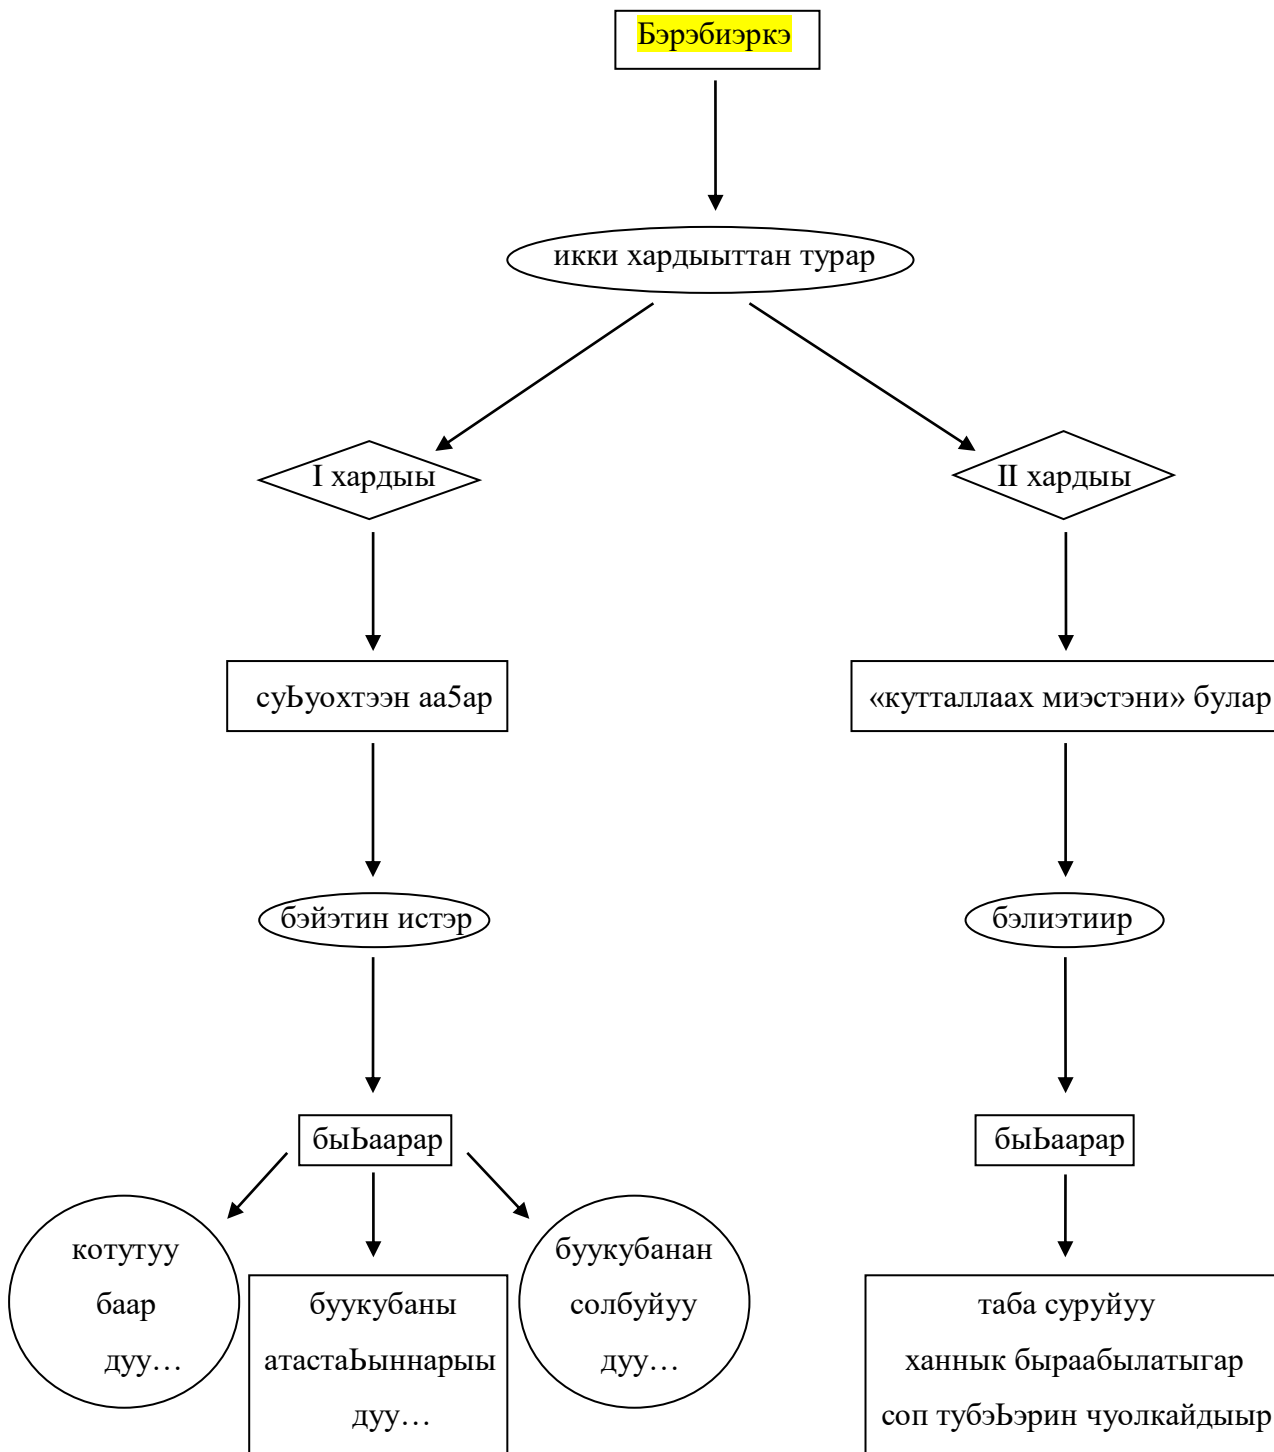 Бэрэбиэркэ
икки хардыыттан турар
I хардыы
II хардыы
суЬуохтээн аа5ар
«кутталлаах миэстэни» булар
бэйэтин истэр
бэлиэтиир
быЬаарар
быЬаарар
котутуу
баар
дуу…
буукубаны
атастаЬыннарыы
дуу…
буукубанан
солбуйуу
дуу…
таба суруйуу
ханнык быраабылатыгар
соп тубэЬэрин чуолкайдыыр